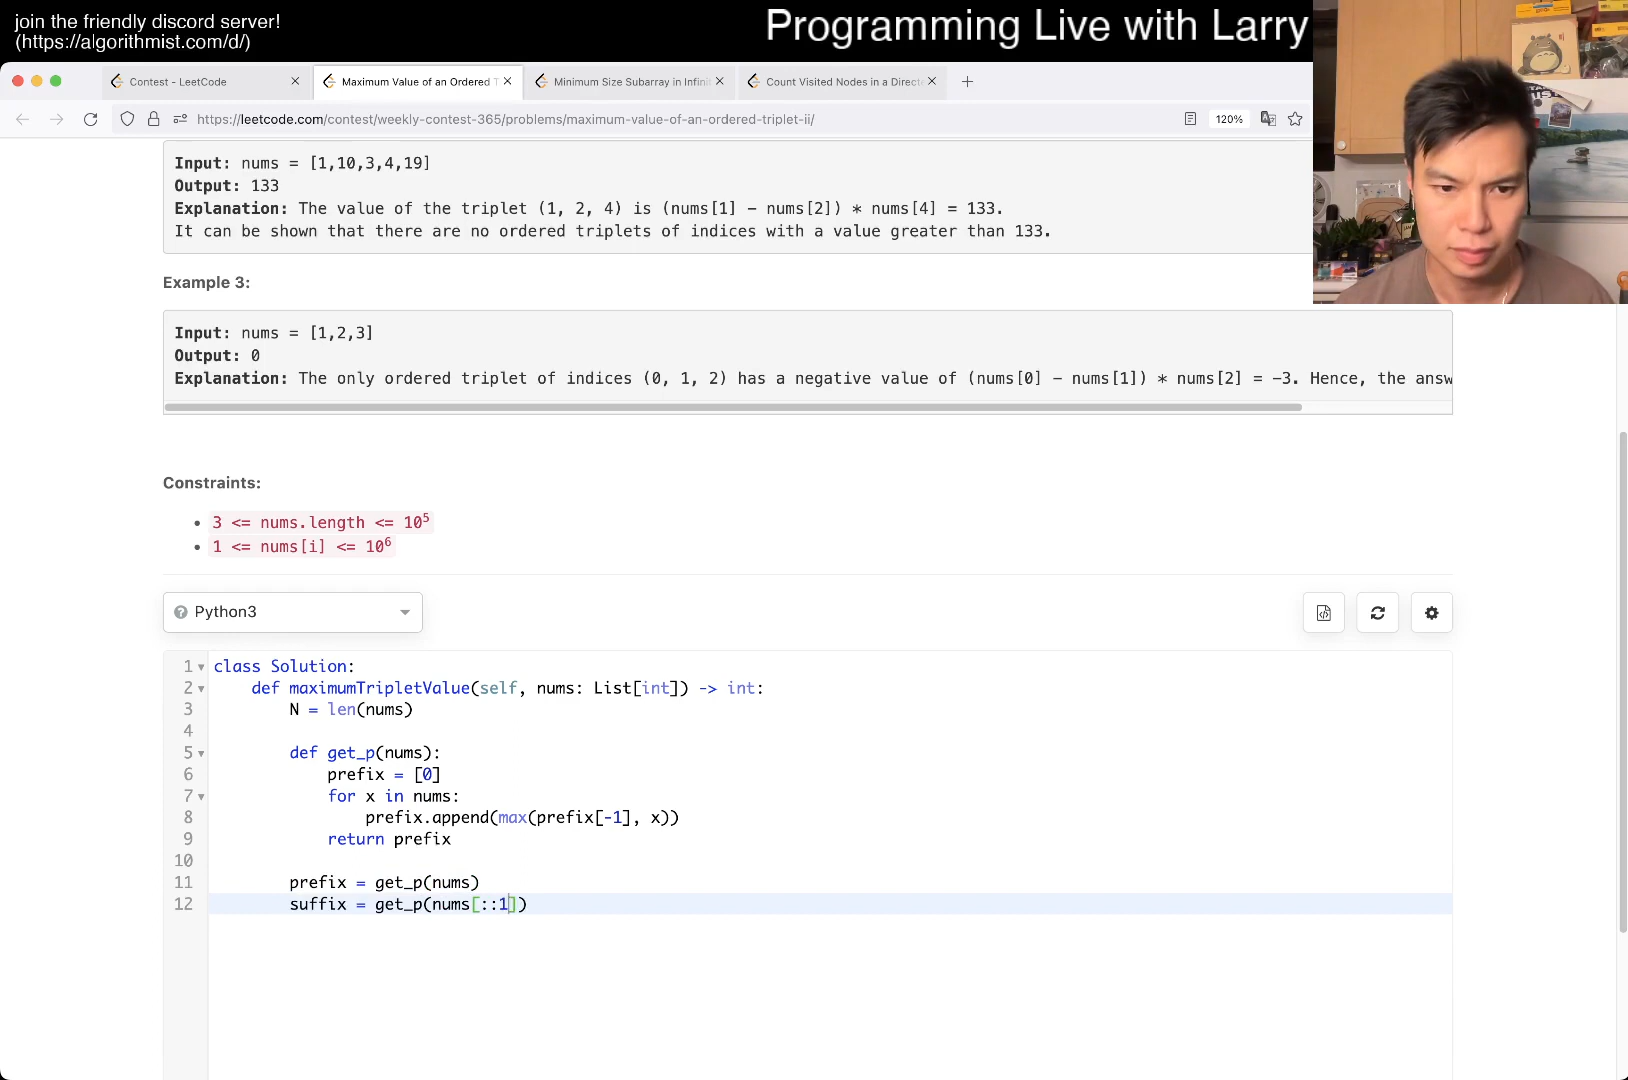 join the friendly discord server!
(https://algorithmist.com/d/)
Programming Live with Larry
Contest - LeetCode
Maximum Value of an Ordered T
Minimum Size Subarray in Infinit
Count Visited Nodes in a Directe
https://leetcode.com/contest/weekly-contest-365/problems/maximum-value-of-an-ordered-triplet-ii/
120%
Input: nums = [1,10,3,4,19]
Output: 133
Explanation: The value of the triplet (1, 2, 4) is (nums[1] - nums[2]) * nums[4] = 133.
It can be shown that there are no ordered triplets of indices with a value greater than 133.
Example 3:
Input: nums = [1,2,3]
Output: 0
Explanation: The only ordered triplet of indices (0, 1, 2) has a negative value of (nums[0] - nums[1]) * nums[2] = -3. Hence, the answ
Constraints:
• 3 <= nums.length <= 10^5
• 1 <= nums[i] <= 10^6
Python3
1 class Solution:
2 def maximumTripletValue(self, nums: List[int]) -> int:
3 N = len(nums)
4
5 def get_p(nums):
6 prefix = [0]
7 for x in nums:
8 prefix.append(max(prefix[-1], x))
9 return prefix
10
11 prefix = get_p(nums)
12 suffix = get_p(nums[::1])